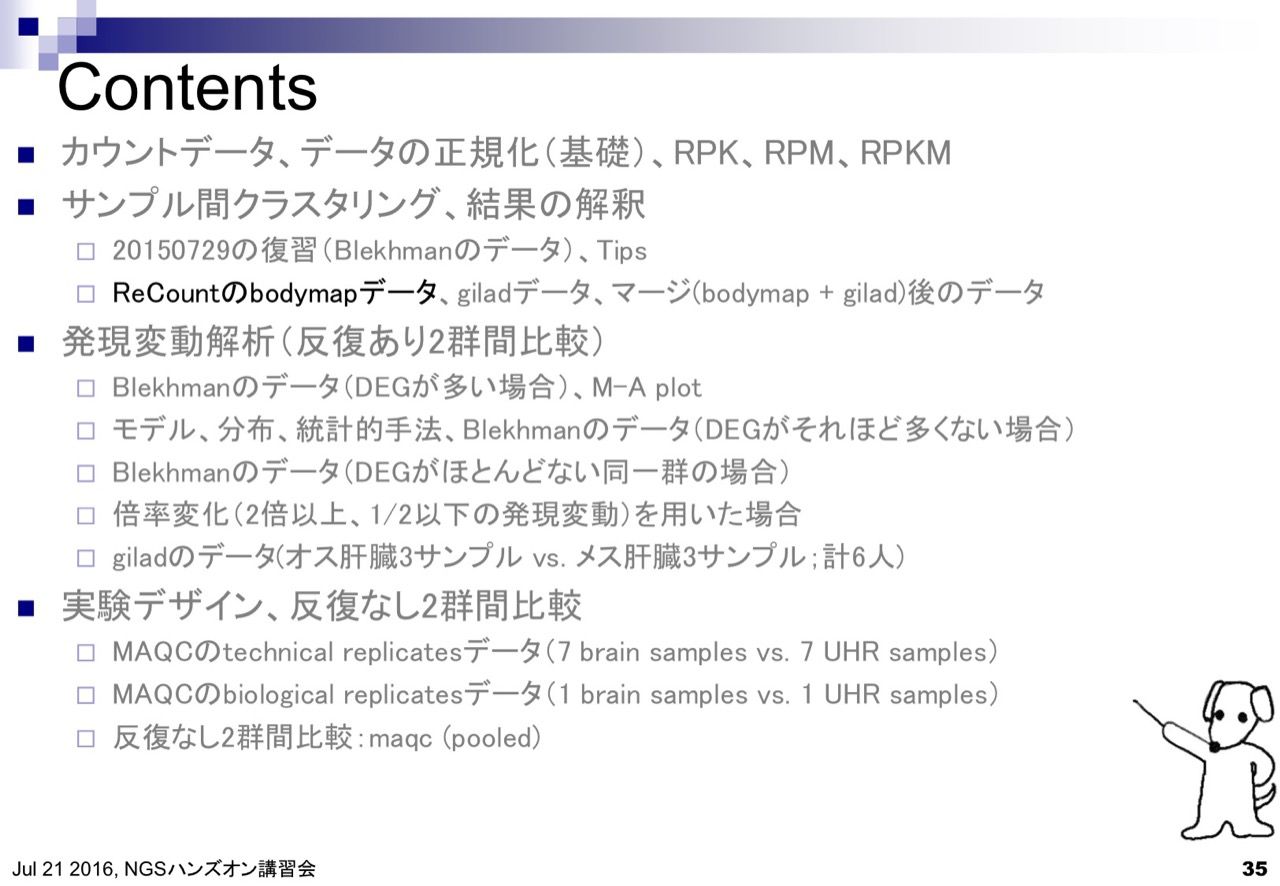 Contents
カウントデータ、データの正規化（基礎）、RPK、RPM、RPKM
サンプル間クラスタリング、結果の解釈
20150729の復習（Blekhmanのデータ）、Tips
ReCountのbodymapデータ、giladデータ、マージ(bodymap + gilad)後のデータ
発現変動解析（反復あり2群間比較）
Blekhmanのデータ（DEGが多い場合）、M-A plot
モデル、分布、統計的手法、Blekhmanのデータ（DEGがそれほど多くない場合）
Blekhmanのデータ（DEGがほとんどない同一群の場合）
倍率変化（2倍以上、1/2以下の発現変動）を用いた場合
giladのデータ(オス肝臓3サンプル vs. メス肝臓3サンプル；計6人）
実験デザイン、反復なし2群間比較
MAQCのtechnical replicatesデータ（7 brain samples vs. 7 UHR samples）
MAQCのbiological replicatesデータ（1 brain samples vs. 1 UHR samples）
反復なし2群間比較：maqc (pooled)
Jul 21 2016, NGSハンズオン講習会
35